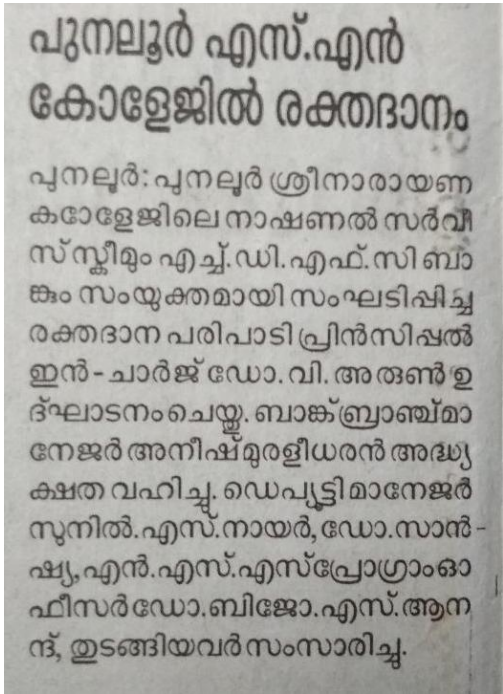 പുനലൂർ എസ്.എൻ
കോളേജിൽ രക്തദാനം
പുനലൂർ: പുനലൂർ ശ്രീനാരായണ
കോളേജിലെ നാഷണൽ സർവീ
സ് സ്കീമും എച്ച്.ഡി.എഫ്.സി ബാ
ങ്കും സംയുക്തമായി സംഘടിപ്പിച്ച
രക്തദാന പരിപാടി പ്രിൻസിപ്പൽ
ഇൻ - ചാർജ് ഡോ. വി. അരുൺ ഉ
ദ്ഘാടനം ചെയ്തു. ബാങ്ക് ബ്രാഞ്ച് മാ
നേജർ അനീഷ് മുരളീധരൻ അദ്ധ്യ
ക്ഷത വഹിച്ചു. ഡെപ്യൂട്ടി മാനേജർ
സുനിൽ.എസ്.നായർ, ഡോ.സാൻ -
ഷ്യ, എൻ.എസ്.എസ് പ്രോഗ്രാം ഓ
ഫീസർ ഡോ.ബിജോ.എസ്.ആന
ന്ദ്, തുടങ്ങിയവർ സംസാരിച്ചു.